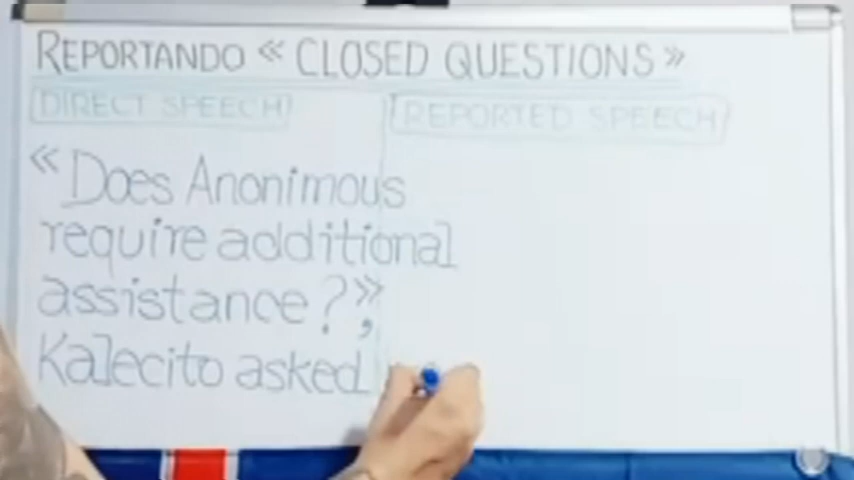 REPORTANDO « CLOSED QUESTIONS »
DIRECT SPEECH REPORTED SPEECH
« Does Anonimous
require additional
assistance?»,
Kalecito asked